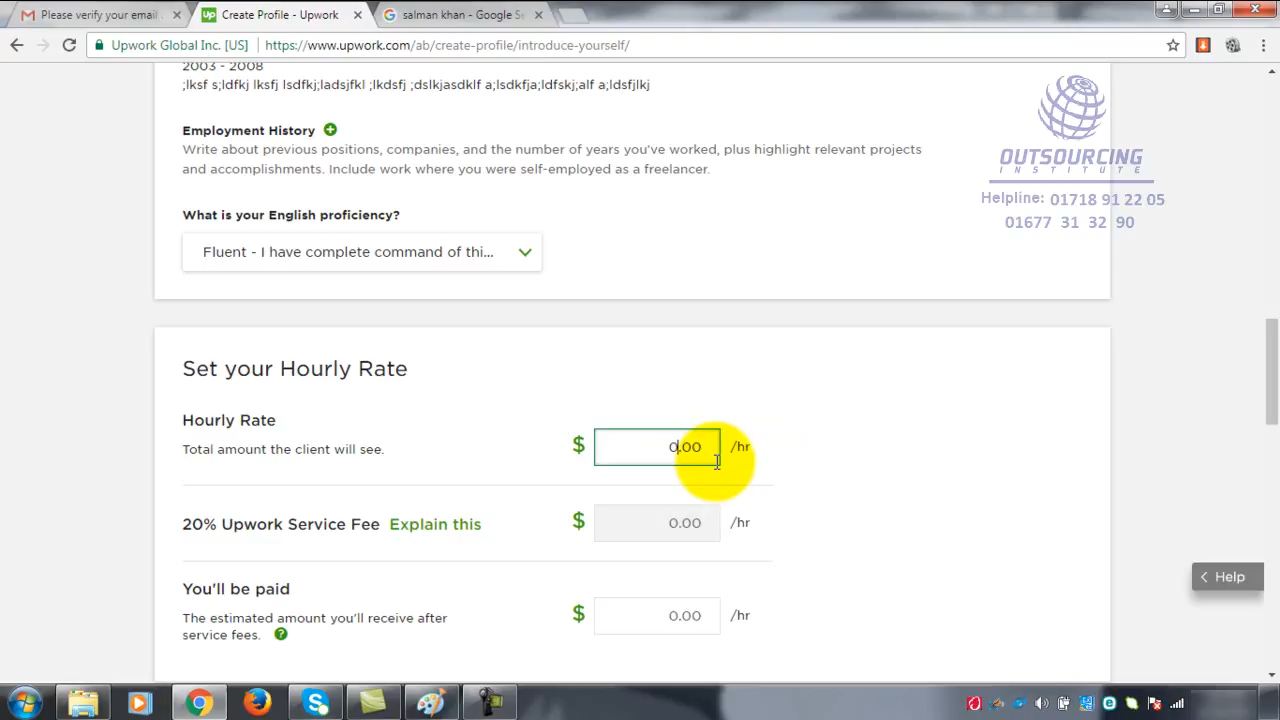 Please verify your email
Create Profile - Upwork
salman khan - Google Se
Upwork Global Inc. [US]
https://www.upwork.com/ab/create-profile/introduce-yourself/
2003 - 2008
;lksf s;ldfkj lksfj lsdfkj;ladsjfkl ;lkdsfj ;dslkjasdklf a;lsdkfja;ldfskj;alf a;ldsfjlkj
OUTSOURCING
INSTITUTE
Helpline: 01718 91 22 05
01677 31 32 90
Employment History
Write about previous positions, companies, and the number of years you've worked, plus highlight relevant projects
and accomplishments. Include work where you were self-employed as a freelancer.
What is your English proficiency?
Fluent - I have complete command of thi...
Set your Hourly Rate
Hourly Rate
Total amount the client will see.
$ 0.00 /hr
20% Upwork Service Fee Explain this
$ 0.00 /hr
You'll be paid
The estimated amount you'll receive after
service fees. ?
$ 0.00 /hr
Help